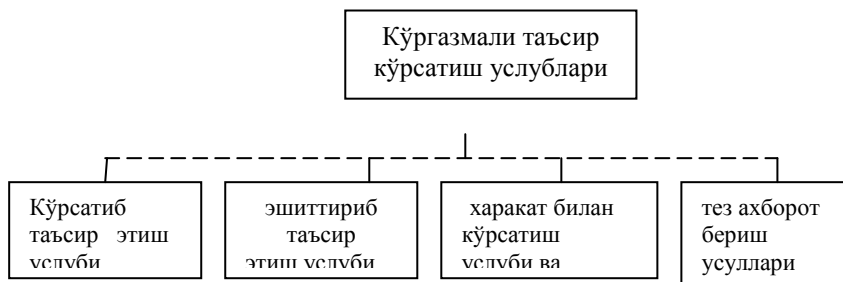 Кўргазмали таъсир
кўрсатиш услублари
Кўрсатиб
таъсир этиш
услуби
эшиттириб
таъсир
этиш услуби
харакат билан
кўрсатиш
услуби ва
тез ахборот
бериш
усуллари